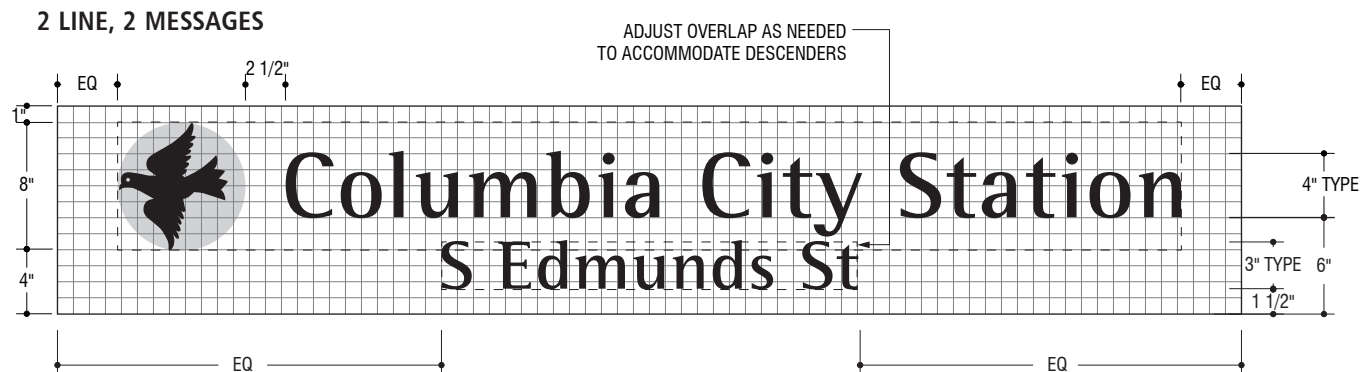 2 LINE, 2 MESSAGES
ADJUST OVERLAP AS NEEDED
TO ACCOMMODATE DESCENDERS
EQ
2 1/2"
EQ
1"
8"
Columbia City Station
4" TYPE
4"
S Edmunds St
3" TYPE
6"
1 1/2"
EQ
EQ